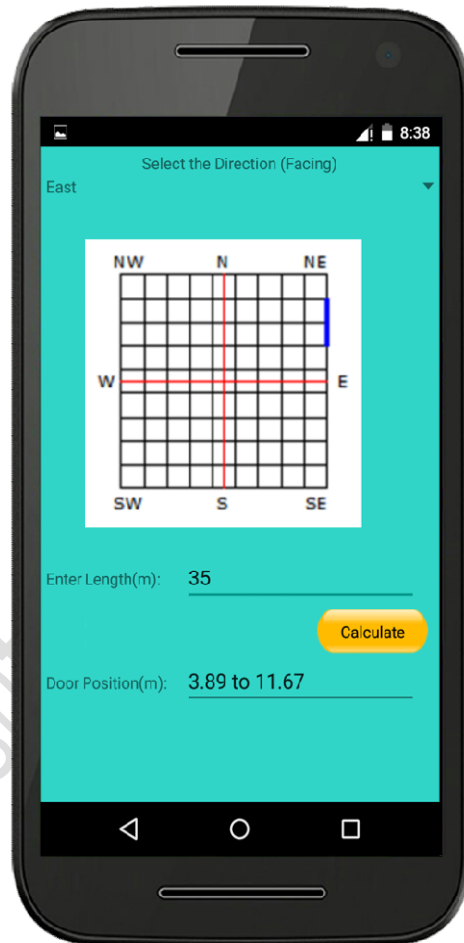 8:38
Select the Direction (Facing)
East
NW N NE
W E
SW S SE
Enter Length(m): 35
Calculate
Door Position(m): 3.89 to 11.67